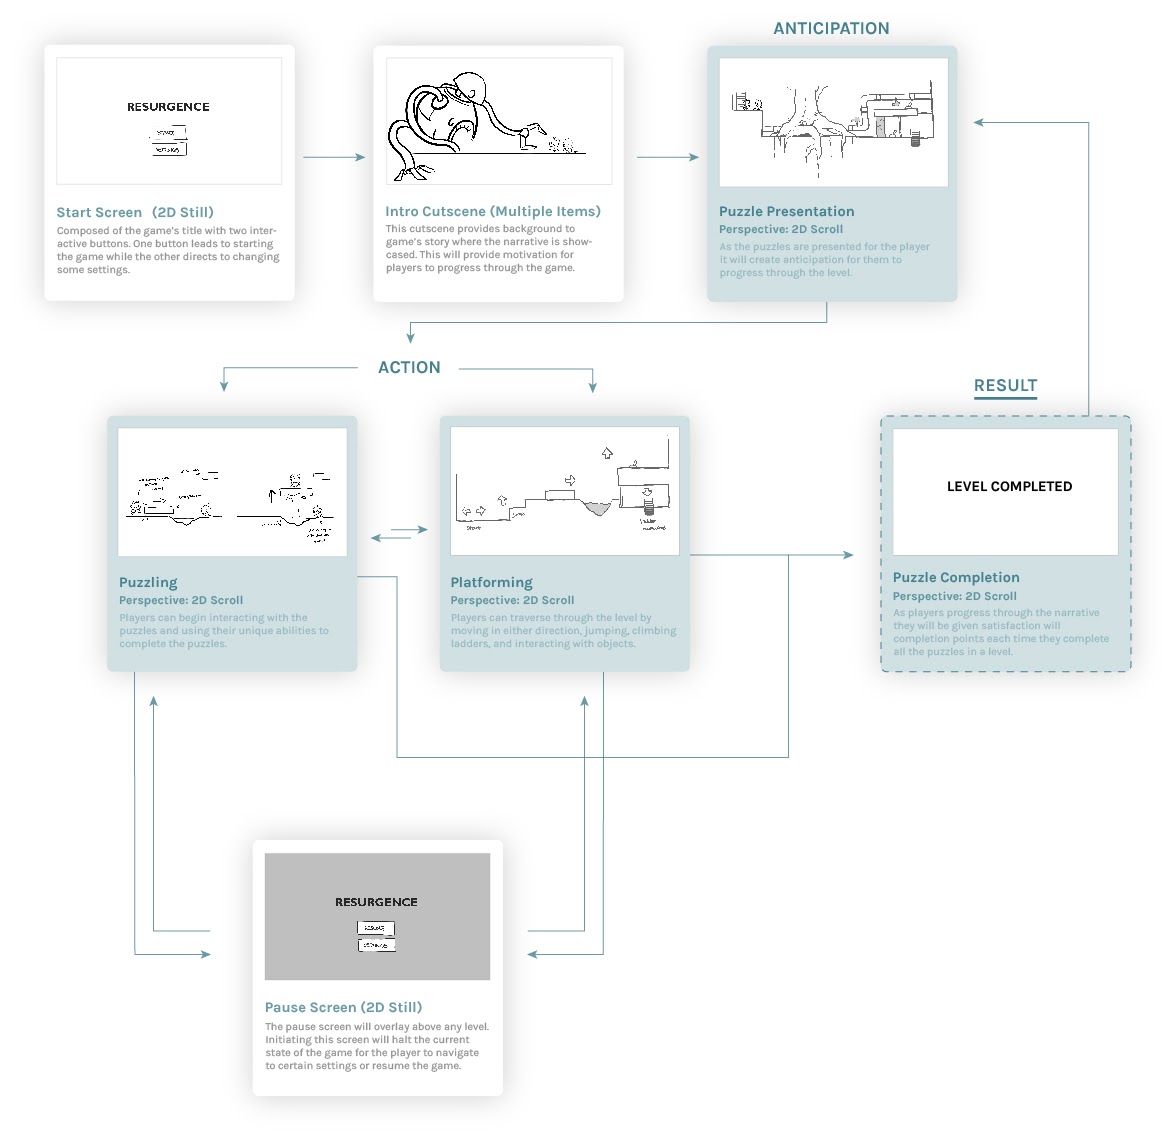 ANTICIPATION
RESURGENCE
SETTINGS
Start Screen (2D Still)
Composed of the game's title with two inter-
active buttons. One button leads to starting
the game while the other directs to changing
some settings.
Intro Cutscene (Multiple Items)
This cutscene provides background to
game's story where the narrative is show-
cased. This will provide motivation for
players to progress through the game.
Puzzle Presentation
Perspective: 2D Scroll
As the puzzles are presented for the player
it will create anticipation for them to
progress through the level.
ACTION
RESULT
Puzzling
Perspective: 2D Scroll
Players can begin interacting with the
puzzles and using their unique abilities to
complete the puzzles.
Start
Platforming
Perspective: 2D Scroll
Players can traverse through the level by
moving in either direction, jumping, climbing
ladders, and interacting with objects.
LEVEL COMPLETED
Puzzle Completion
Perspective: 2D Scroll
As players progress through the narrative
they will be given satisfaction will
completion points each time they complete
all the puzzles in a level.
RESURGENCE
RESUME
SETTINGS
Pause Screen (2D Still)
The pause screen will overlay above any level.
Initiating this screen will halt the current
state of the game for the player to navigate
to certain settings or resume the game.